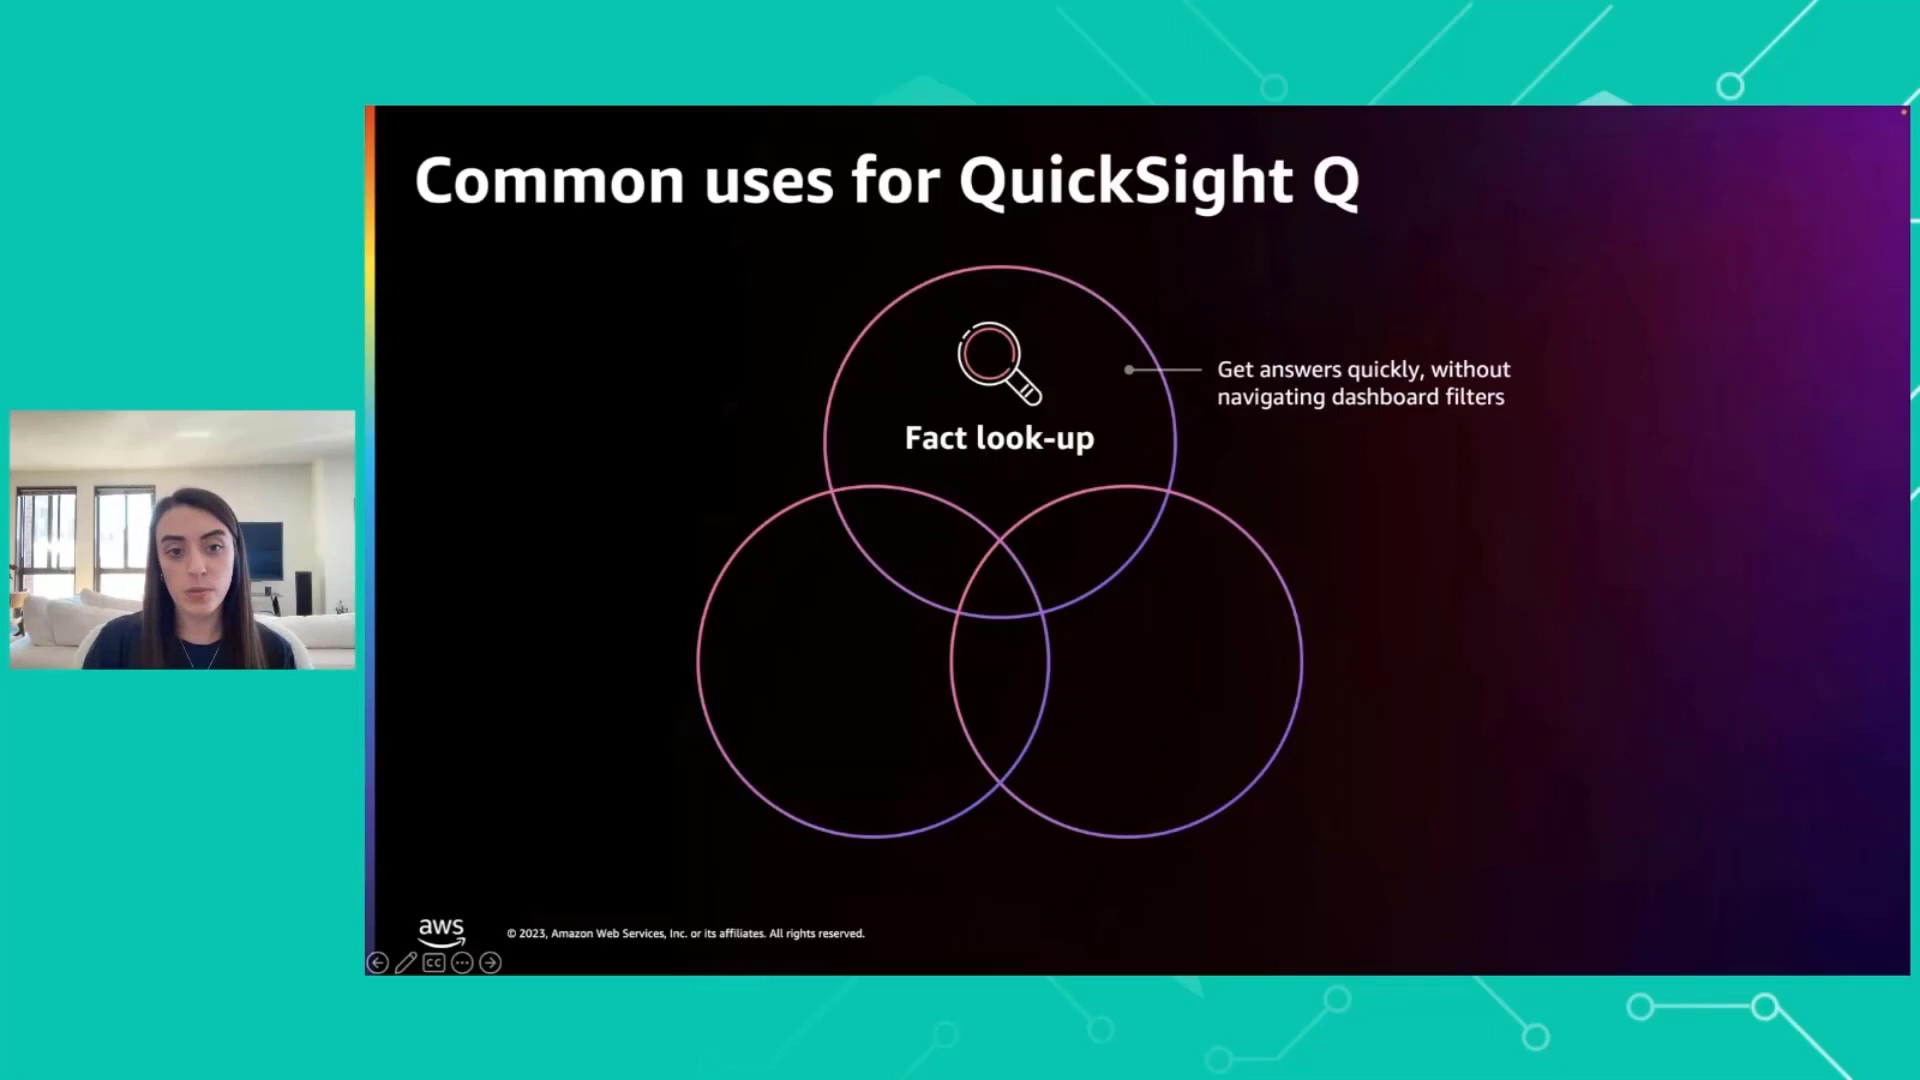 Common uses for QuickSight Q
Get answers quickly, without
navigating dashboard filters
Fact look-up
aws
© 2023, Amazon Web Services, Inc. or its affiliates. All rights reserved.
CC